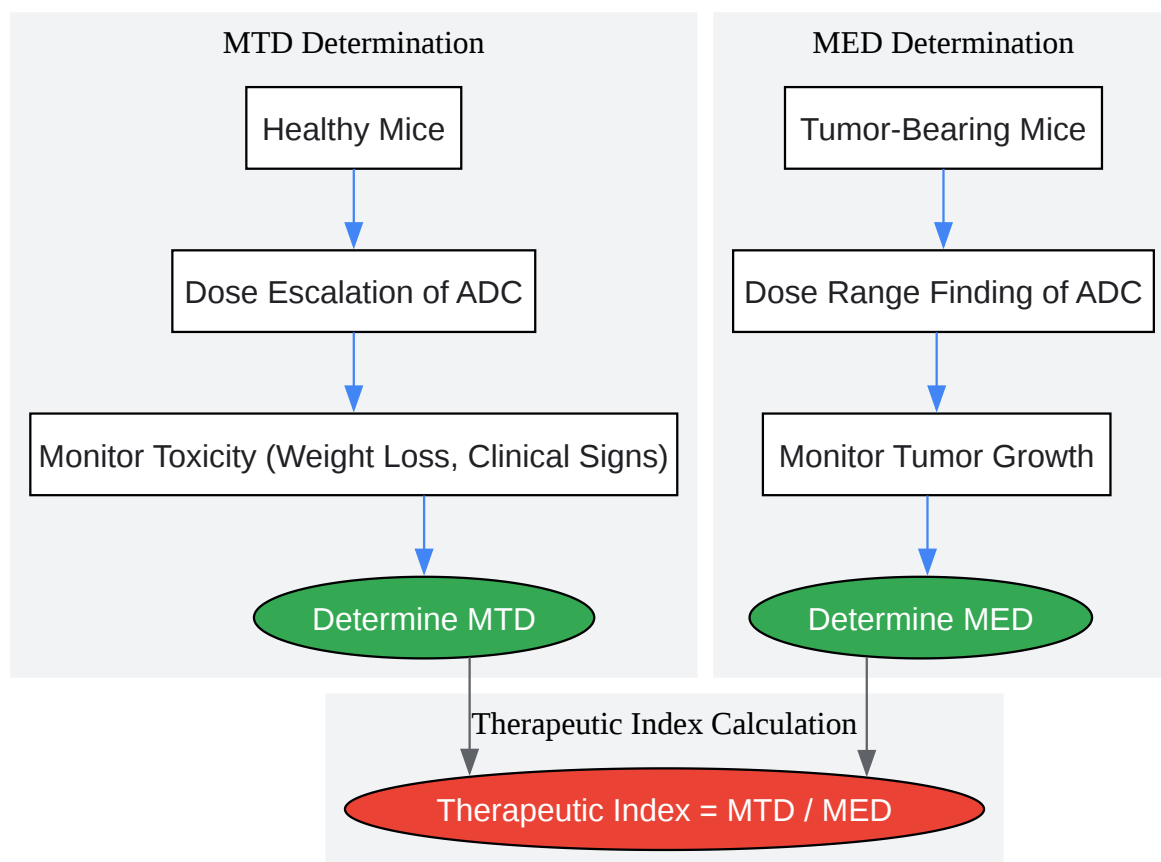 MTD Determination
Healthy Mice
Dose Escalation of ADC
Monitor Toxicity (Weight Loss, Clinical Signs)
Determine MTD
MED Determination
Tumor-Bearing Mice
Dose Range Finding of ADC
Monitor Tumor Growth
Determine MED
Therapeutic Index Calculation
Therapeutic Index = MTD / MED